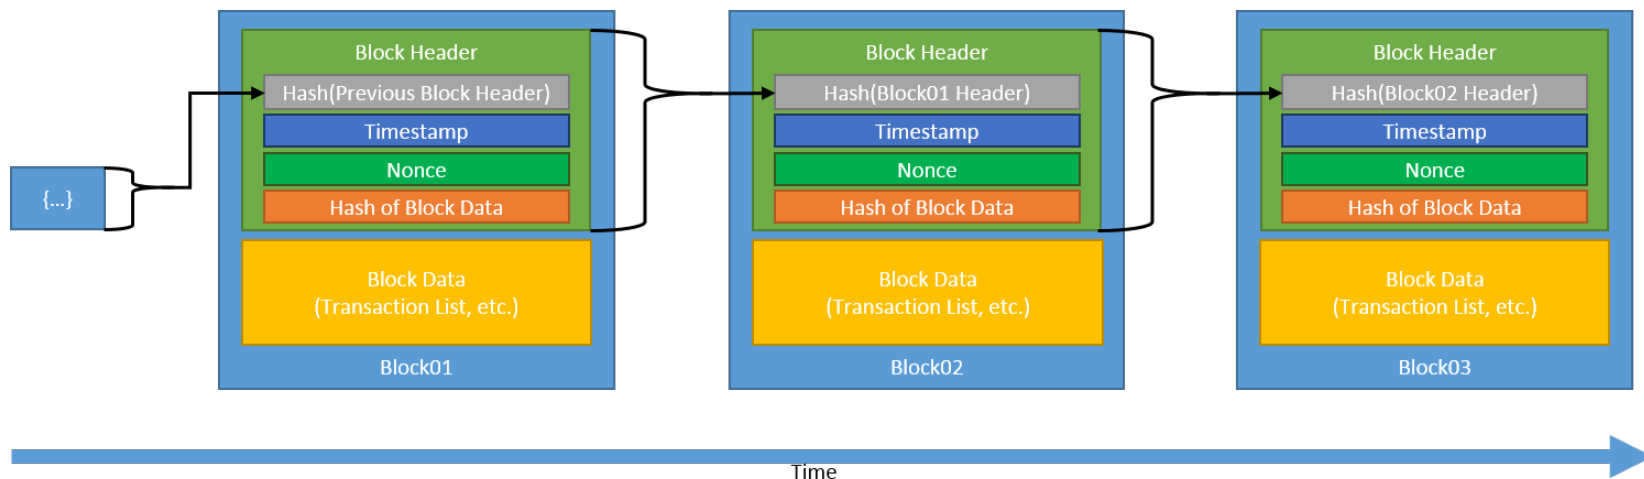 {...}
Block Header
Hash(Previous Block Header)
Timestamp
Nonce
Hash of Block Data
Block Data
(Transaction List, etc.)
Block01
Block Header
Hash(Block01 Header)
Timestamp
Nonce
Hash of Block Data
Block Data
(Transaction List, etc.)
Block02
Block Header
Hash(Block02 Header)
Timestamp
Nonce
Hash of Block Data
Block Data
(Transaction List, etc.)
Block03
Time